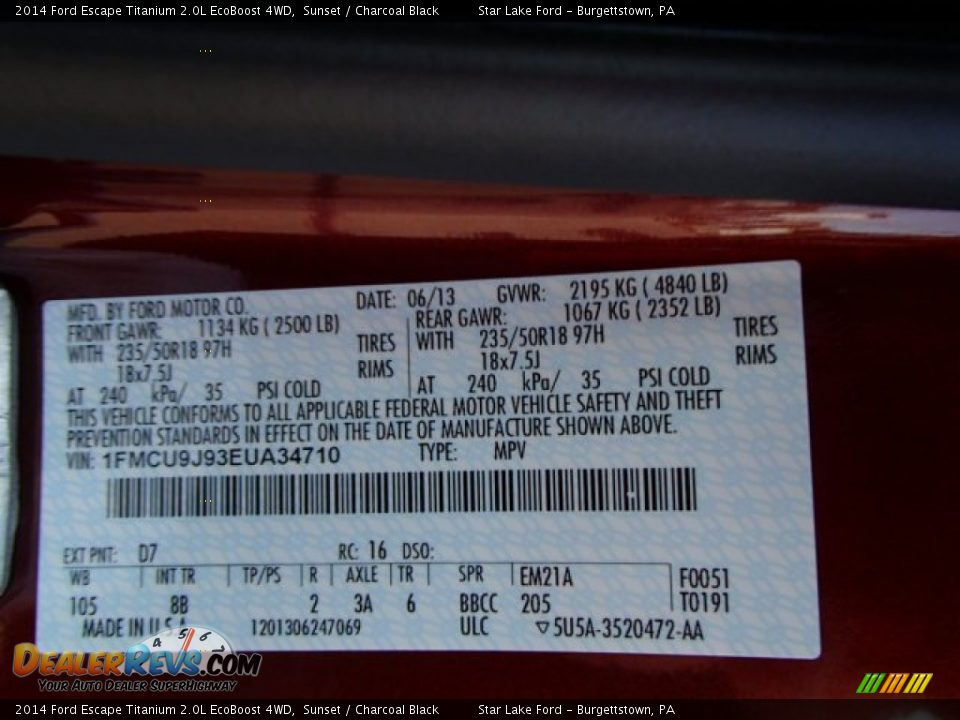 2014 Ford Escape Titanium 2.0L EcoBoost 4WD, Sunset / Charcoal Black Star Lake Ford - Burgettstown, PA
MFD. BY FORD MOTOR CO. DATE: 06/13 GVWR: 2195 KG ( 4840 LB)
FRONT GAWR: 1134 KG ( 2500 LB) REAR GAWR: 1067 KG ( 2352 LB)
WITH 235/50R18 97H TIRES WITH 235/50R18 97H TIRES
18x7.5J RIMS 18x7.5J RIMS
AT 240 kPa/ 35 PSI COLD AT 240 kPa/ 35 PSI COLD
THIS VEHICLE CONFORMS TO ALL APPLICABLE FEDERAL MOTOR VEHICLE SAFETY AND THEFT
PREVENTION STANDARDS IN EFFECT ON THE DATE OF MANUFACTURE SHOWN ABOVE.
VIN: 1FMCU9J93EUA34710 TYPE: MPV
EXT PNT: D7 RC: 16 DSO:
WB INT TR TP/PS R AXLE TR SPR EM21A F0051
105 8B 2 3A 6 BBCC 205 T0191
MADE IN U.S.A 1201306247069 ULC ▽5U5A-3520472-AA
4 5 6 7
DEALERREVS.COM
Your Auto Dealer SuperHighway
2014 Ford Escape Titanium 2.0L EcoBoost 4WD, Sunset / Charcoal Black Star Lake Ford - Burgettstown, PA